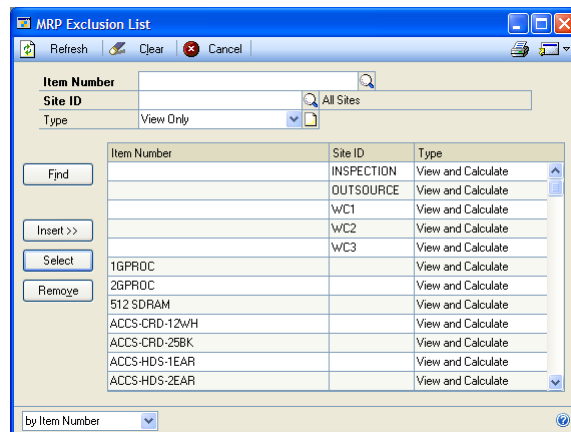 MRP Exclusion List
Refresh Clear Cancel
Item Number
Site ID All Sites
Type View Only
Item Number Site ID Type
Find
INSPECTION View and Calculate
OUTSOURCE View and Calculate
WC1 View and Calculate
Insert >>
WC2 View and Calculate
WC3 View and Calculate
Select
1GPROC View and Calculate
2GPROC View and Calculate
Remove
512 SDRAM View and Calculate
ACCS-CRD-12WH View and Calculate
ACCS-CRD-25BK View and Calculate
ACCS-HDS-1EAR View and Calculate
ACCS-HDS-2EAR View and Calculate
by Item Number